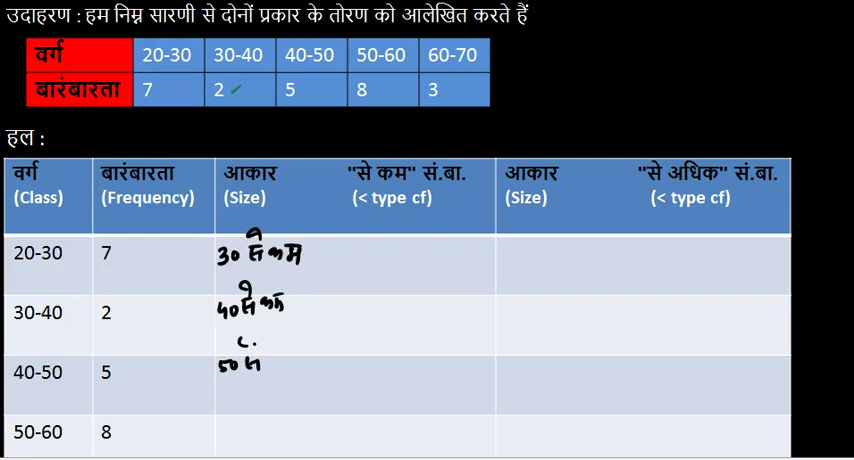 उदाहरण : हम निम्न सारणी से दोनों प्रकार के तोरण को आलेखित करते हैं
वर्ग 20-30 30-40 40-50 50-60 60-70
बारंबारता 7 2 5 8 3
हल :
वर्ग बारंबारता आकार "से कम" सं.बा. आकार "से अधिक" सं.बा.
(Class) (Frequency) (Size) (< type cf) (Size) (< type cf)
20-30 7 30 से कम
30-40 2 40 से कम
40-50 5 50 से
50-60 8